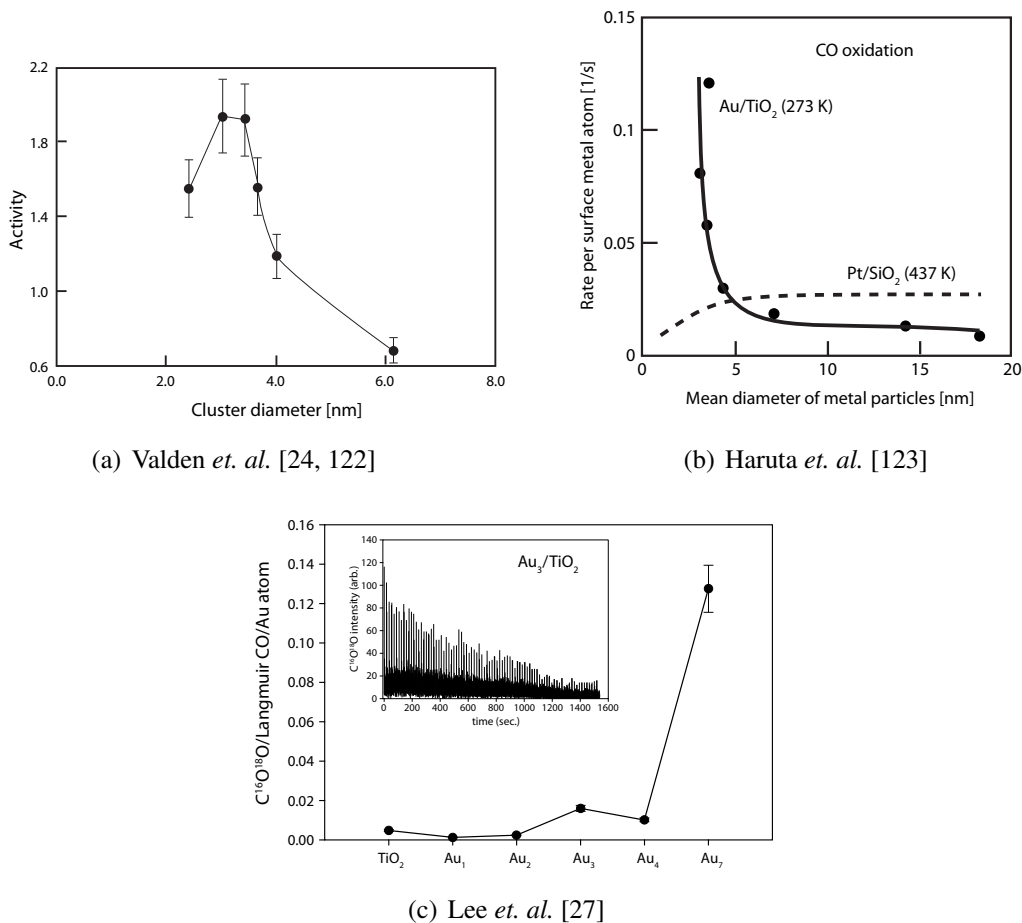 2.2
1.8
1.4
1.0
0.6
Activity
0.0 2.0 4.0 6.0 8.0
Cluster diameter [nm]
(a) Valden et. al. [24, 122]
0.15
0.1
0.05
0
Rate per surface metal atom [1/s]
CO oxidation
Au/TiO₂ (273 K)
Pt/SiO₂ (437 K)
0 5 10 15 20
Mean diameter of metal particles [nm]
(b) Haruta et. al. [123]
0.16
0.14
0.12
0.10
0.08
0.06
0.04
0.02
0.00
C¹⁶O¹⁸O/Langmuir CO/Au atom
140
120
100
80
60
40
20
0
C¹⁶O¹⁸O intensity (arb.)
Au₃/TiO₂
0 200 400 600 800 1000 1200 1400 1600
time (sec.)
TiO₂ Au₁ Au₂ Au₃ Au₄ Au₇
(c) Lee et. al. [27]